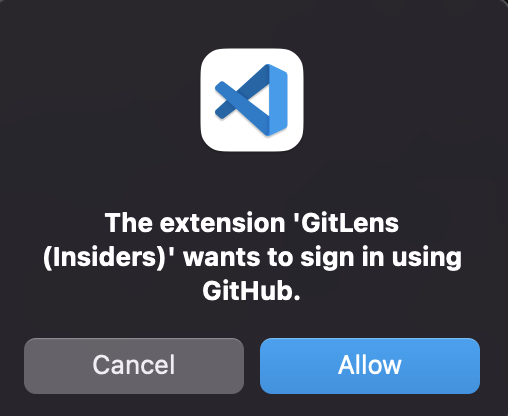 The extension 'GitLens
(Insiders)' wants to sign in using
GitHub.
Cancel
Allow